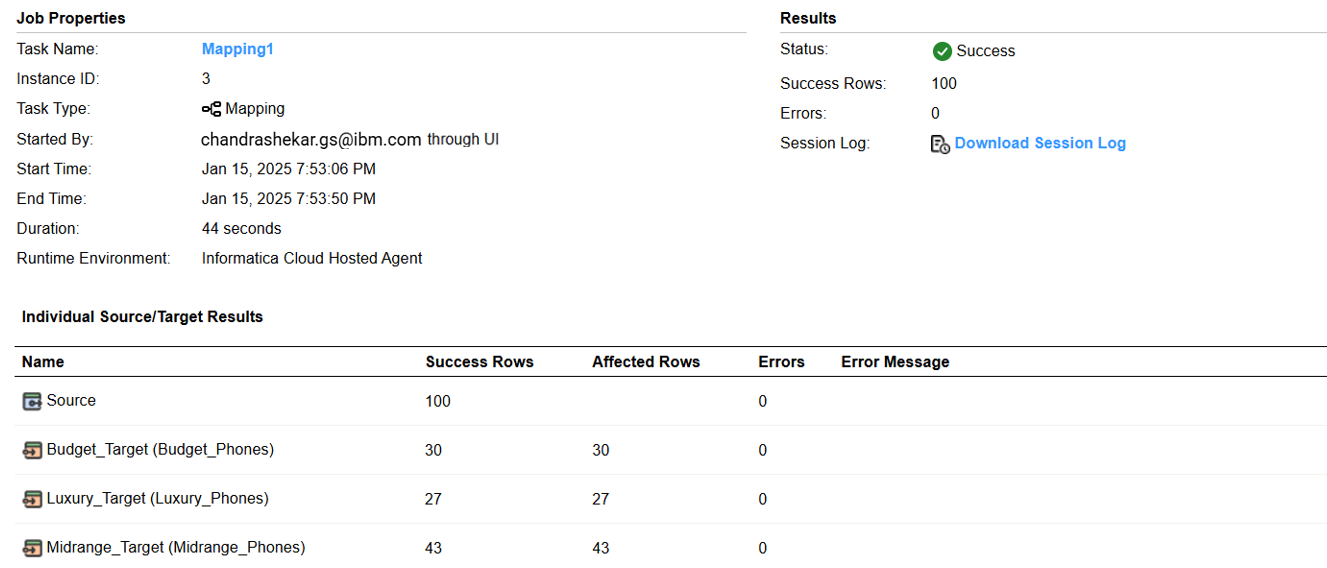 Job Properties
Task Name: Mapping1
Instance ID: 3
Task Type: Mapping
Started By: chandrashekar.gs@ibm.com through UI
Start Time: Jan 15, 2025 7:53:06 PM
End Time: Jan 15, 2025 7:53:50 PM
Duration: 44 seconds
Runtime Environment: Informatica Cloud Hosted Agent
Results
Status: Success
Success Rows: 100
Errors: 0
Session Log: Download Session Log
Individual Source/Target Results
Name Success Rows Affected Rows Errors Error Message
Source 100 0
Budget_Target (Budget_Phones) 30 30 0
Luxury_Target (Luxury_Phones) 27 27 0
Midrange_Target (Midrange_Phones) 43 43 0